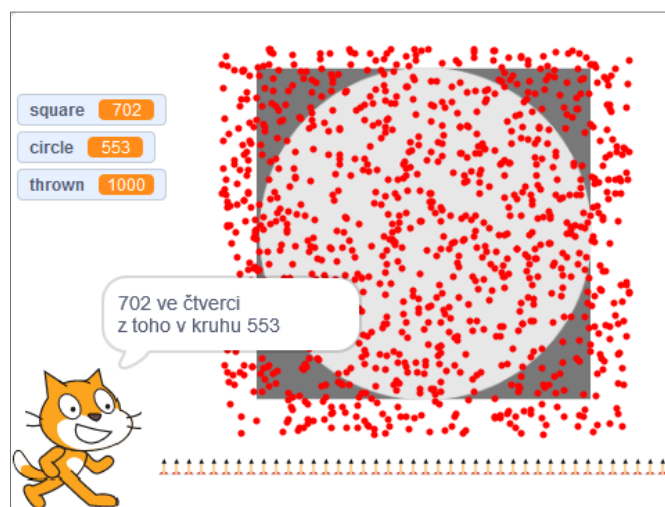 square 702
circle 553
thrown 1000
702 ve čtverci
z toho v kruhu 553